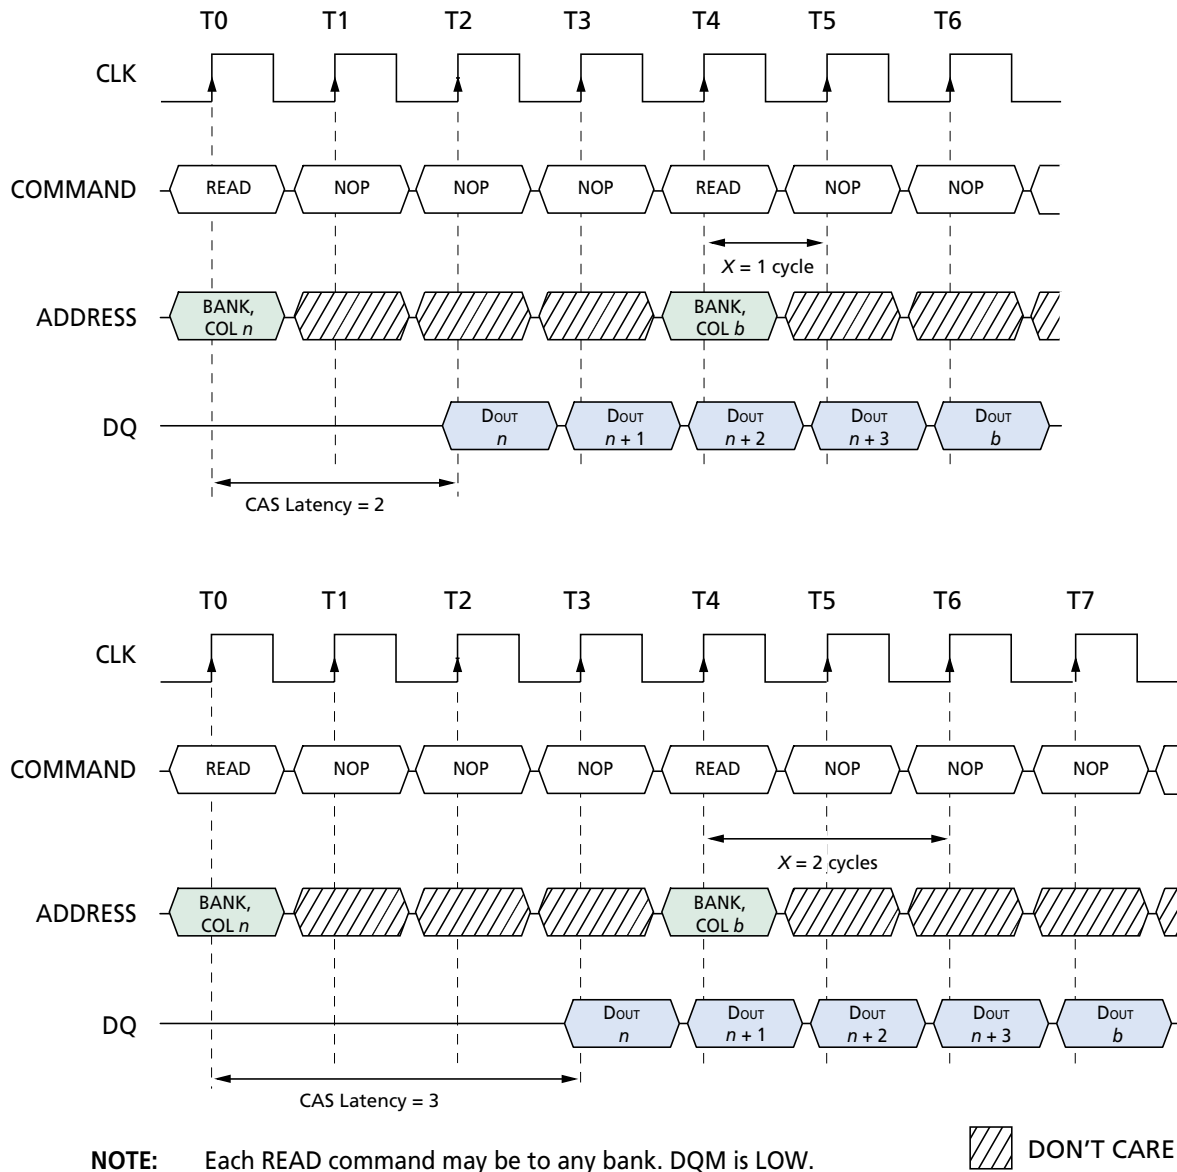 T0 T1 T2 T3 T4 T5 T6
CLK
COMMAND READ NOP NOP NOP READ NOP NOP
X = 1 cycle
ADDRESS BANK, COL n BANK, COL b
DQ DOUT n DOUT n + 1 DOUT n + 2 DOUT n + 3 DOUT b
CAS Latency = 2
T0 T1 T2 T3 T4 T5 T6 T7
CLK
COMMAND READ NOP NOP NOP READ NOP NOP NOP
X = 2 cycles
ADDRESS BANK, COL n BANK, COL b
DQ DOUT n DOUT n + 1 DOUT n + 2 DOUT n + 3 DOUT b
CAS Latency = 3
NOTE: Each READ command may be to any bank. DQM is LOW.
DON'T CARE